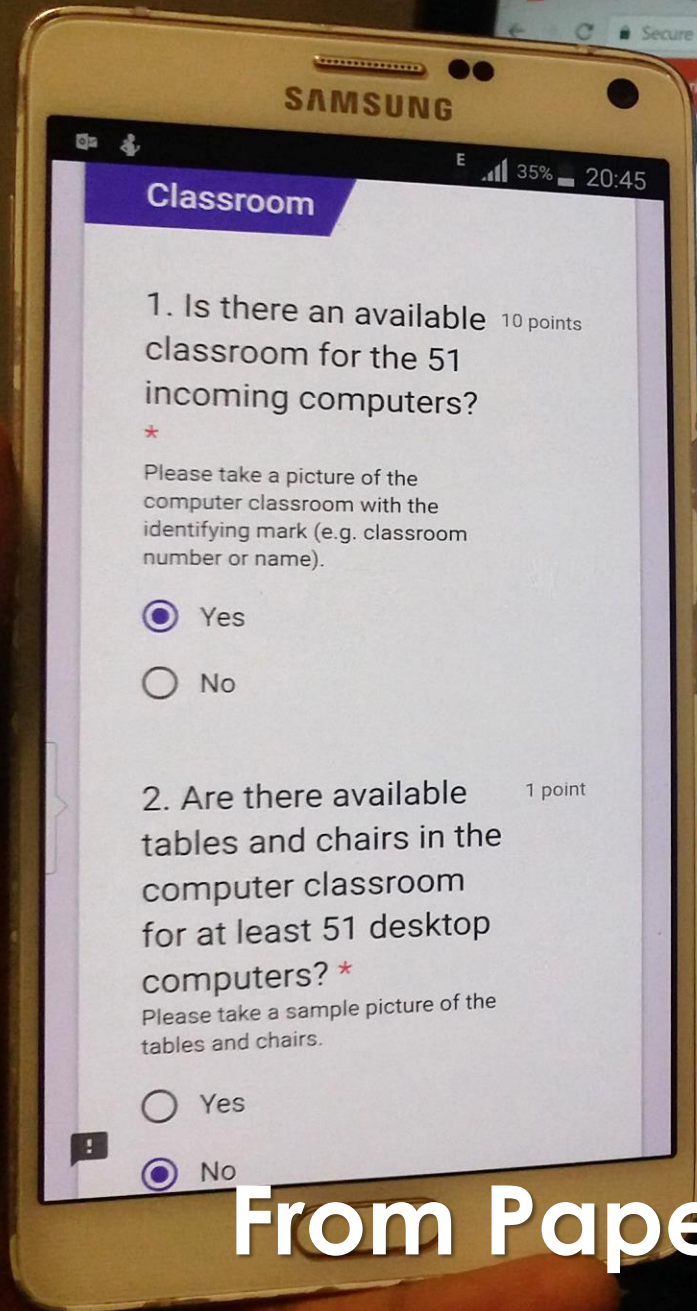 Secure
SAMSUNG
E 35% 20:45
Classroom
1. Is there an available 10 points
classroom for the 51
incoming computers?
*
Please take a picture of the
computer classroom with the
identifying mark (e.g. classroom
number or name).
Yes
No
2. Are there available 1 point
tables and chairs in the
computer classroom
for at least 51 desktop
computers? *
Please take a sample picture of the
tables and chairs.
Yes
No
From Pape